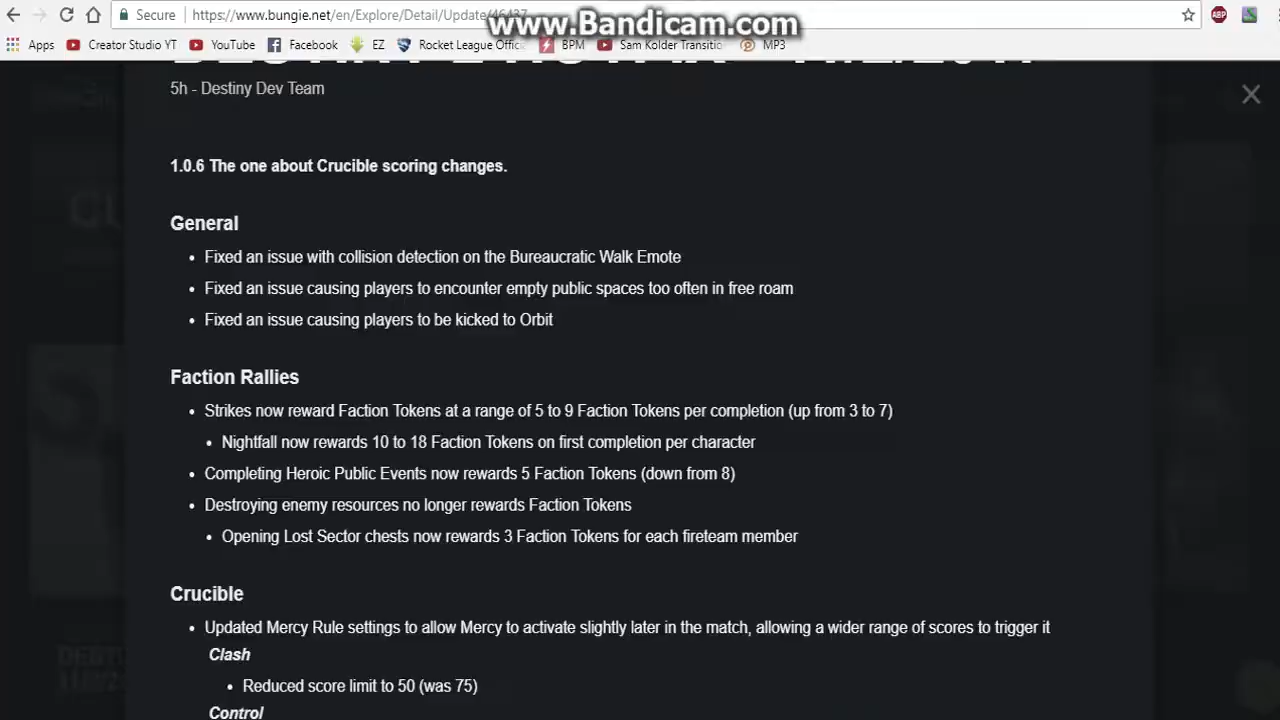 www.Bandicam.com
Secure https://www.bungie.net/en/Explore/Detail/Update/46437
Apps Creator Studio YT YouTube Facebook EZ Rocket League Offic BPM Sam Kolder Transitio MP3
5h - Destiny Dev Team
1.0.6 The one about Crucible scoring changes.
General
Fixed an issue with collision detection on the Bureaucratic Walk Emote
Fixed an issue causing players to encounter empty public spaces too often in free roam
Fixed an issue causing players to be kicked to Orbit
Faction Rallies
Strikes now reward Faction Tokens at a range of 5 to 9 Faction Tokens per completion (up from 3 to 7)
Nightfall now rewards 10 to 18 Faction Tokens on first completion per character
Completing Heroic Public Events now rewards 5 Faction Tokens (down from 8)
Destroying enemy resources no longer rewards Faction Tokens
Opening Lost Sector chests now rewards 3 Faction Tokens for each fireteam member
Crucible
Updated Mercy Rule settings to allow Mercy to activate slightly later in the match, allowing a wider range of scores to trigger it
Clash
Reduced score limit to 50 (was 75)
Control